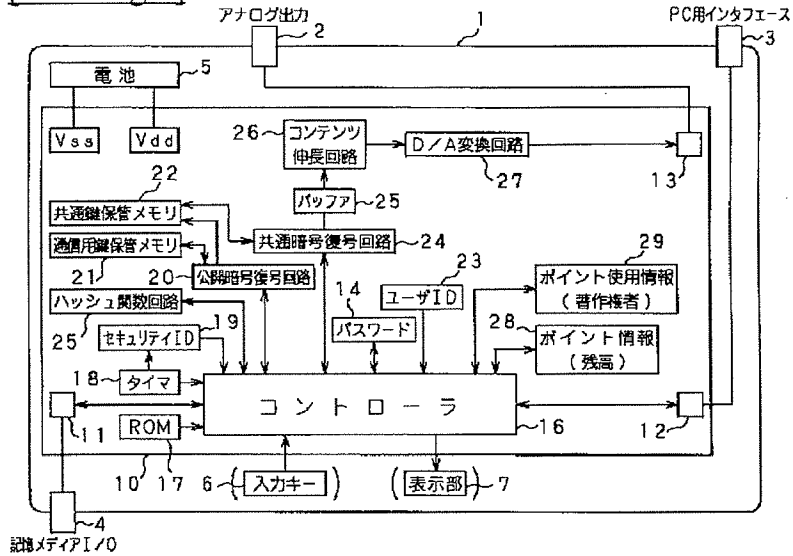 アナログ出力
PC用インタフェース
2
1
3
電池
5
Vss
Vdd
26
コンテンツ
伸長回路
D/A変換回路
27
13
22
バッファ
25
共通鍵保管メモリ
共通暗号復号回路
24
通信用鍵保管メモリ
21
20
公開暗号復号回路
23
29
ユーザID
ポイント使用情報
(著作権者)
ハッシュ関数回路
25
19
14
28
セキュリティID
パスワード
ポイント情報
(残高)
18
タイマ
コントローラ
11
16
12
ROM
10
17
6
(入力キー)
(表示部)
7
4
記憶メディアI/O